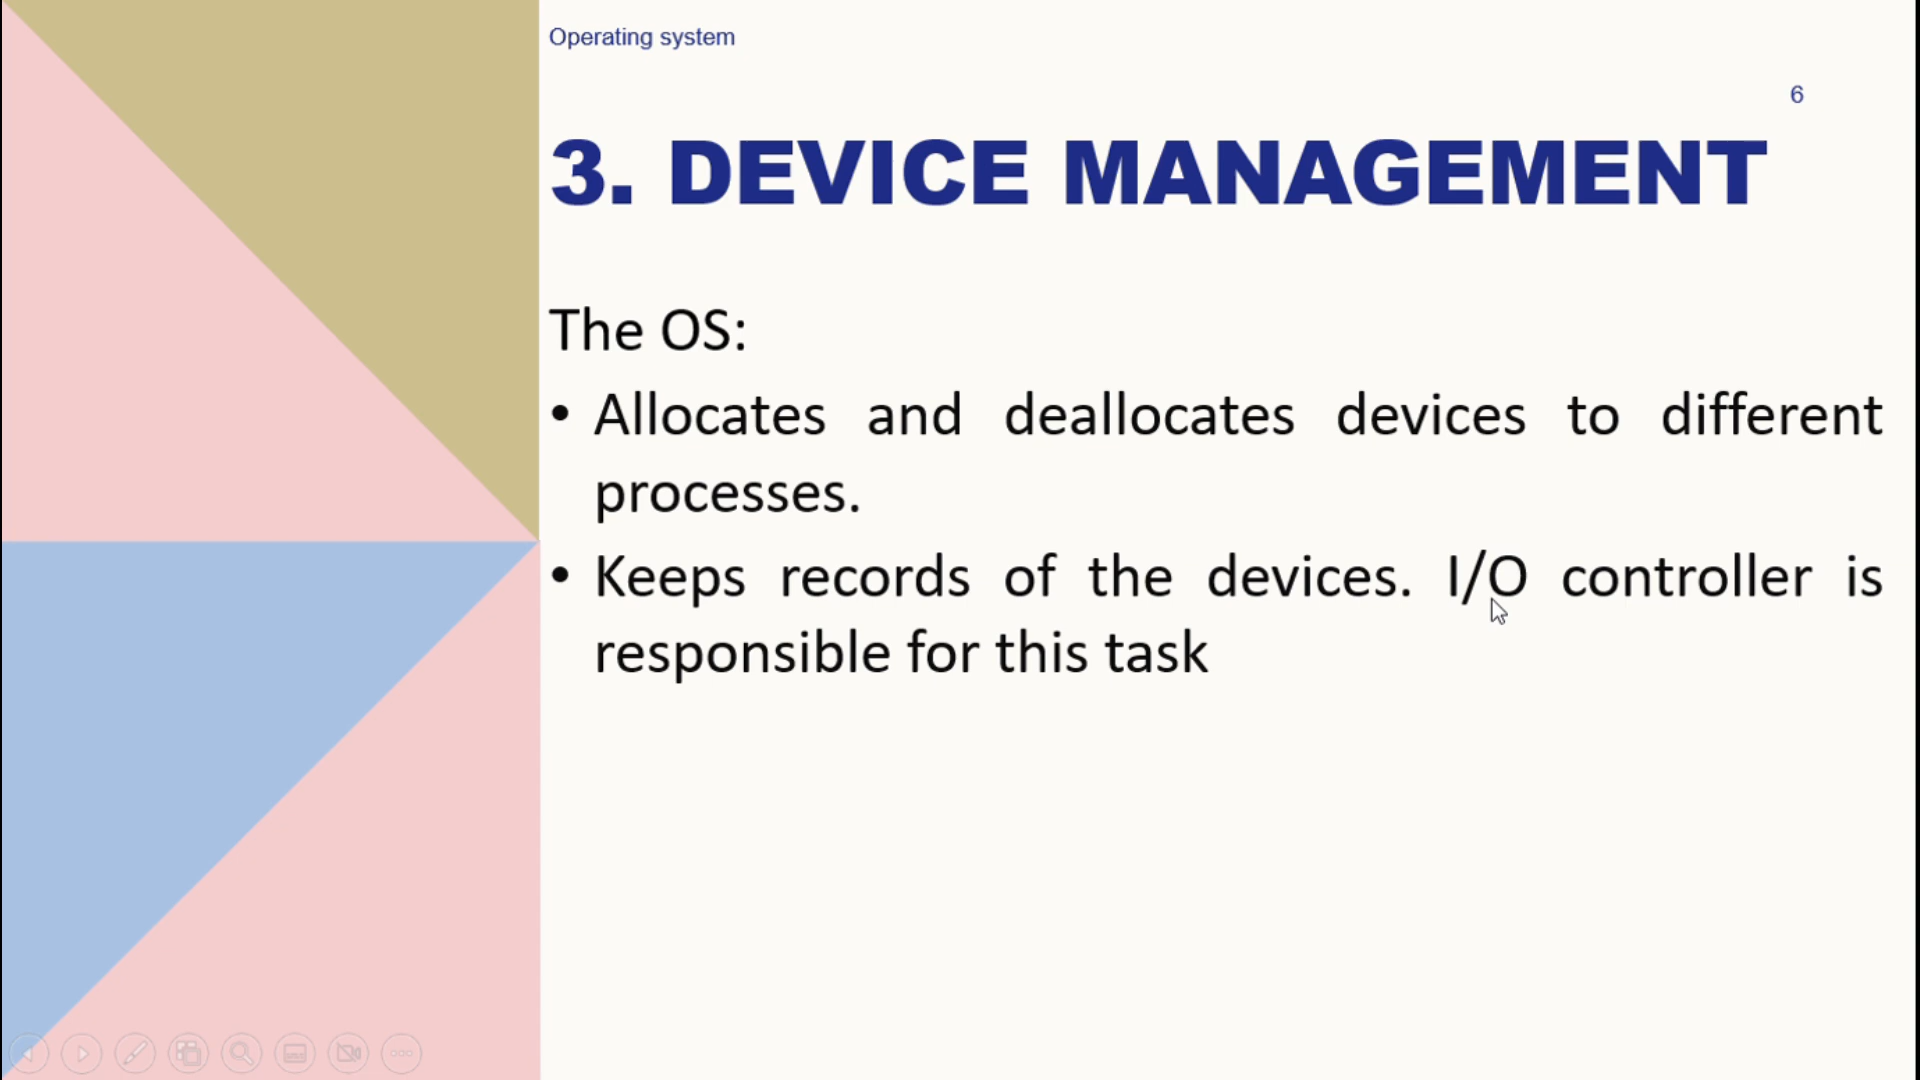 Operating system
6
3. DEVICE MANAGEMENT
The OS:
• Allocates and deallocates devices to different
processes.
• Keeps records of the devices. I/O controller is
responsible for this task